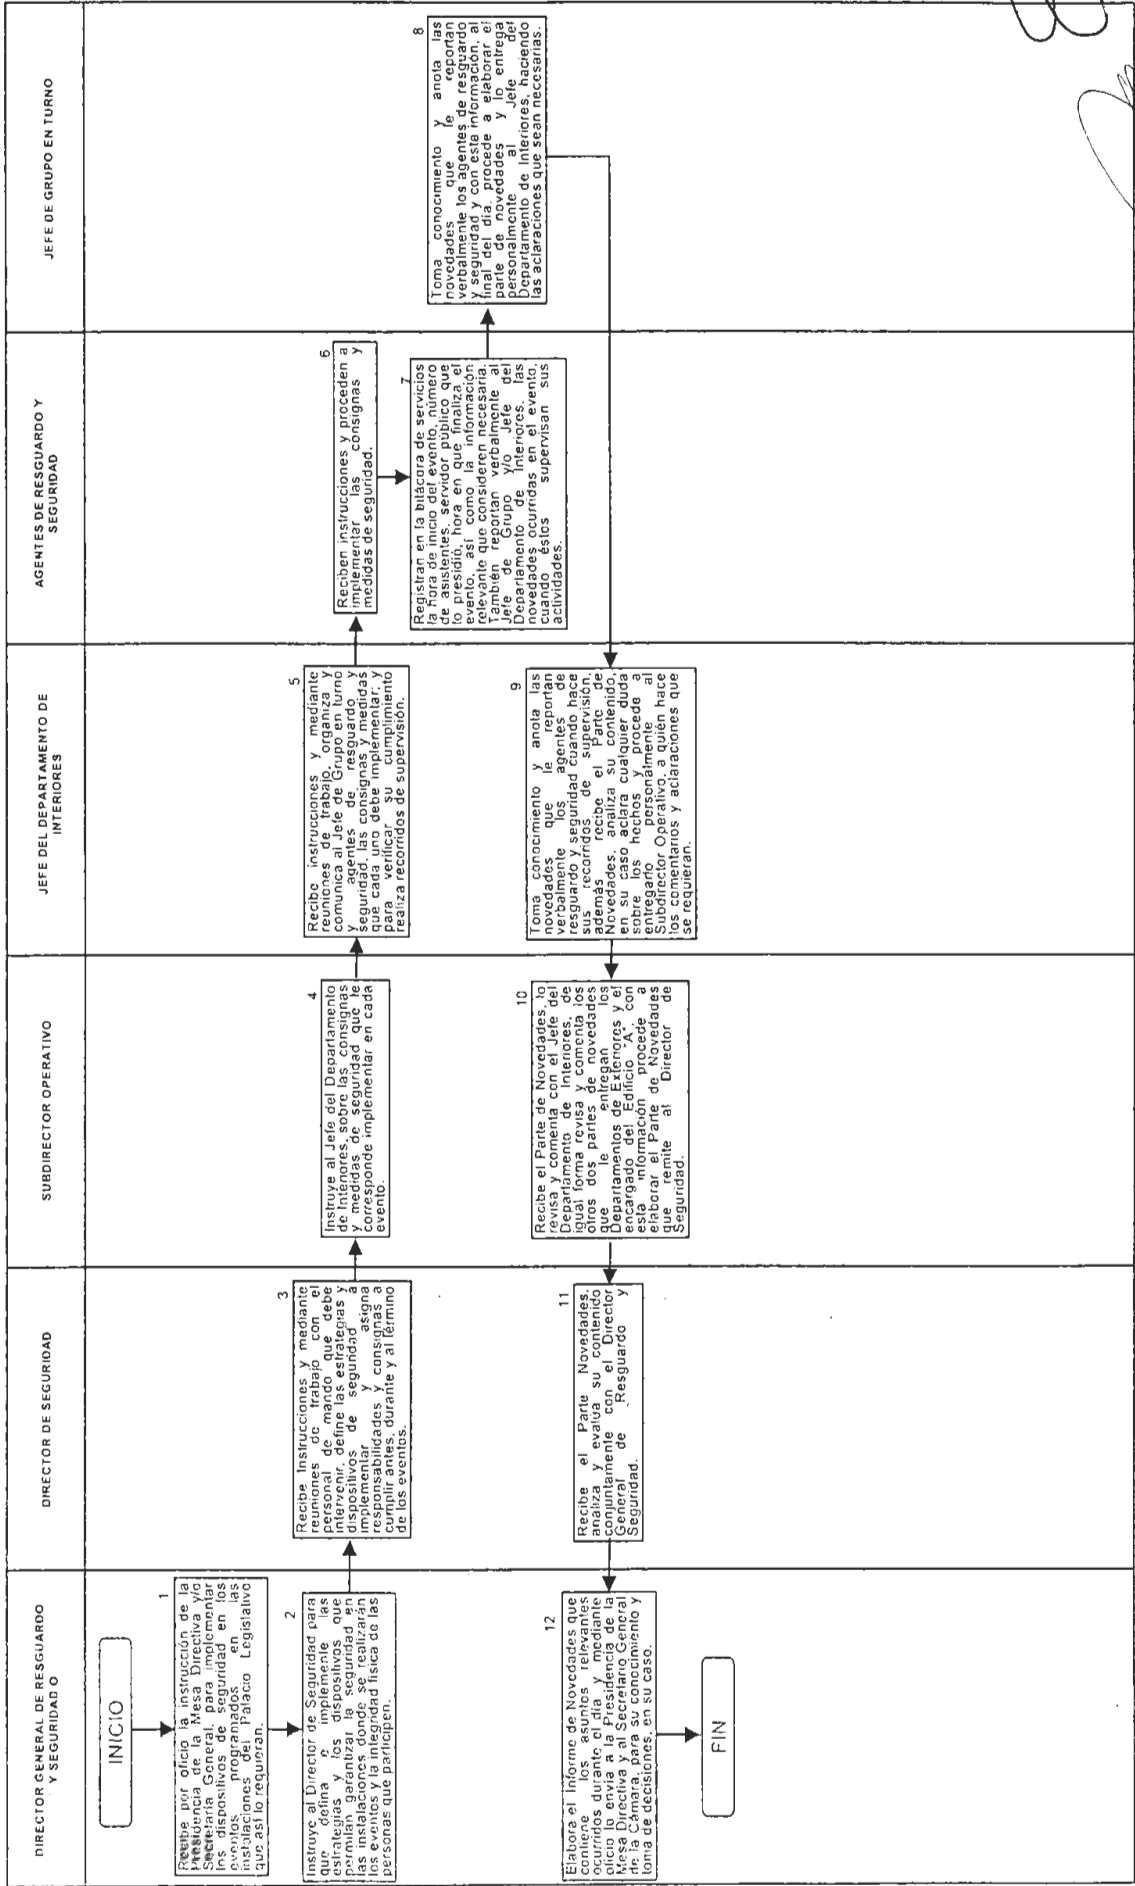 DIRECTOR GENERAL DE RESGUARDO
Y SEGURIDAD O
DIRECTOR DE SEGURIDAD
SUBDIRECTOR OPERATIVO
JEFE DEL DEPARTAMENTO DE
INTERIORES
AGENTES DE RESGUARDO Y
SEGURIDAD
JEFE DE GRUPO EN TURNO
INICIO
1
Recibe por oficio la instrucción de la
Presidencia de la Mesa Directiva y/o
Secretaría General, para implementar
los dispositivos de seguridad en los
eventos programados en las
instalaciones del Palacio Legislativo
que así lo requieran.
2
Instruye al Director de Seguridad para
que defina e implemente las
estrategias y los dispositivos que
permitan garantizar la seguridad en
las instalaciones donde se realizarán
los eventos y la integridad física de las
personas que participen.
3
Recibe Instrucciones y mediante
reuniones de trabajo con el
personal de mando que debe
intervenir, define las estrategias y
dispositivos de seguridad a
implementar y asigna
responsabilidades y consignas a
cumplir antes, durante y al término
de los eventos.
4
Instruye al Jefe del Departamento
de Interiores, sobre las consignas
y medidas de seguridad que le
corresponde implementar en cada
evento.
5
Recibe instrucciones y mediante
reuniones de trabajo, organiza y
comunica al Jefe de Grupo en turno
y agentes de resguardo y
seguridad, las consignas y medidas
que cada uno debe implementar; y
para verificar su cumplimiento
realiza recorridos de supervisión.
6
Reciben instrucciones y proceden a
implementar las consignas y
medidas de seguridad.
7
Registran en la bitácora de servicios
la hora de inicio del evento, número
de asistentes, servidor público que
lo presidió, hora en que finaliza el
evento, así como la información
relevante que consideren necesaria.
También reportan verbalmente al
Jefe de Grupo y/o Jefe del
Departamento de Interiores, las
novedades ocurridas en el evento,
cuando éstos supervisan sus
actividades.
8
Toma conocimiento y anota las
novedades que le reportan
verbalmente los agentes de resguardo
y seguridad y con esta información, al
final del día, procede a elaborar el
parte de novedades y lo entrega
personalmente al Jefe del
Departamento de Interiores, haciendo
las aclaraciones que sean necesarias.
9
Toma conocimiento y anota las
novedades que le reportan
verbalmente los agentes de
resguardo y seguridad cuando hace
sus recorridos de supervisión,
además recibe el Parte de
Novedades, analiza su contenido,
en su caso aclara cualquier duda
sobre los hechos y procede a
entregarlo personalmente al
Subdirector Operativo, a quién hace
los comentarios y aclaraciones que
se requieran.
10
Recibe el Parte de Novedades, lo
revisa y comenta con el Jefe del
Departamento de Interiores, de
igual forma revisa y comenta los
otros dos partes de novedades
que le entregan los
Departamentos de Exteriores y el
encargado del Edificio "A", con
esta información procede a
elaborar el Parte de Novedades
que remite al Director de
Seguridad.
11
Recibe el Parte Novedades,
analiza y evalúa su contenido
conjuntamente con el Director
General de Resguardo y
Seguridad.
12
Elabora el Informe de Novedades que
contiene los asuntos relevantes
ocurridos durante el día y mediante
oficio lo envía a la Presidencia de la
Mesa Directiva y al Secretario General
de la Cámara, para su conocimiento y
toma de decisiones, en su caso.
FIN